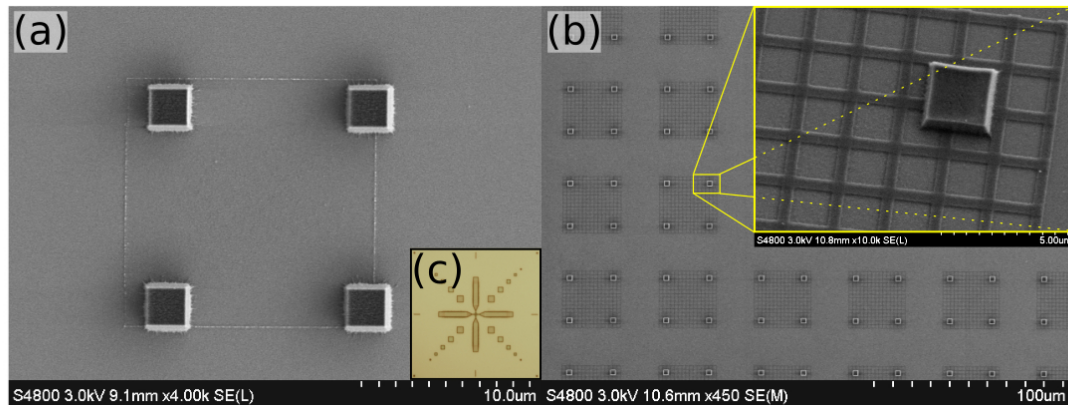 (a)
S4800 3.0kV 9.1mm x4.00k SE(L)
10.0um
(c)
(b)
S4800 3.0kV 10.8mm x10.0k SE(L)
5.00um
S4800 3.0kV 10.6mm x450 SE(M)
100um